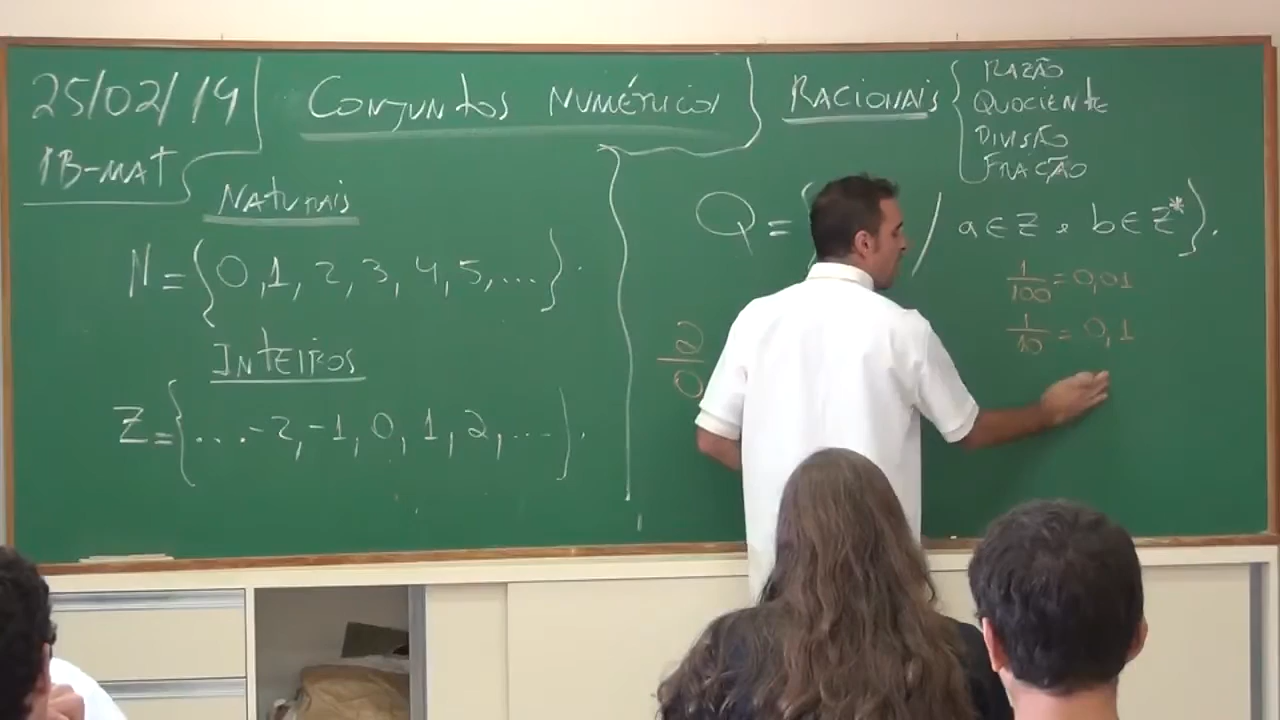 25/02/19
1B-MAT
Conjuntos Numéricos
Naturais
N={0,1,2,3,4,5,....}.
Inteiros
Z={....-2,-1,0,1,2,....}.
Racionais { Razão
Quociente
Divisão
Fração
Q={ / a∈Z e b∈Z*}.
1/100=0,01
1/10=0,1
2/0